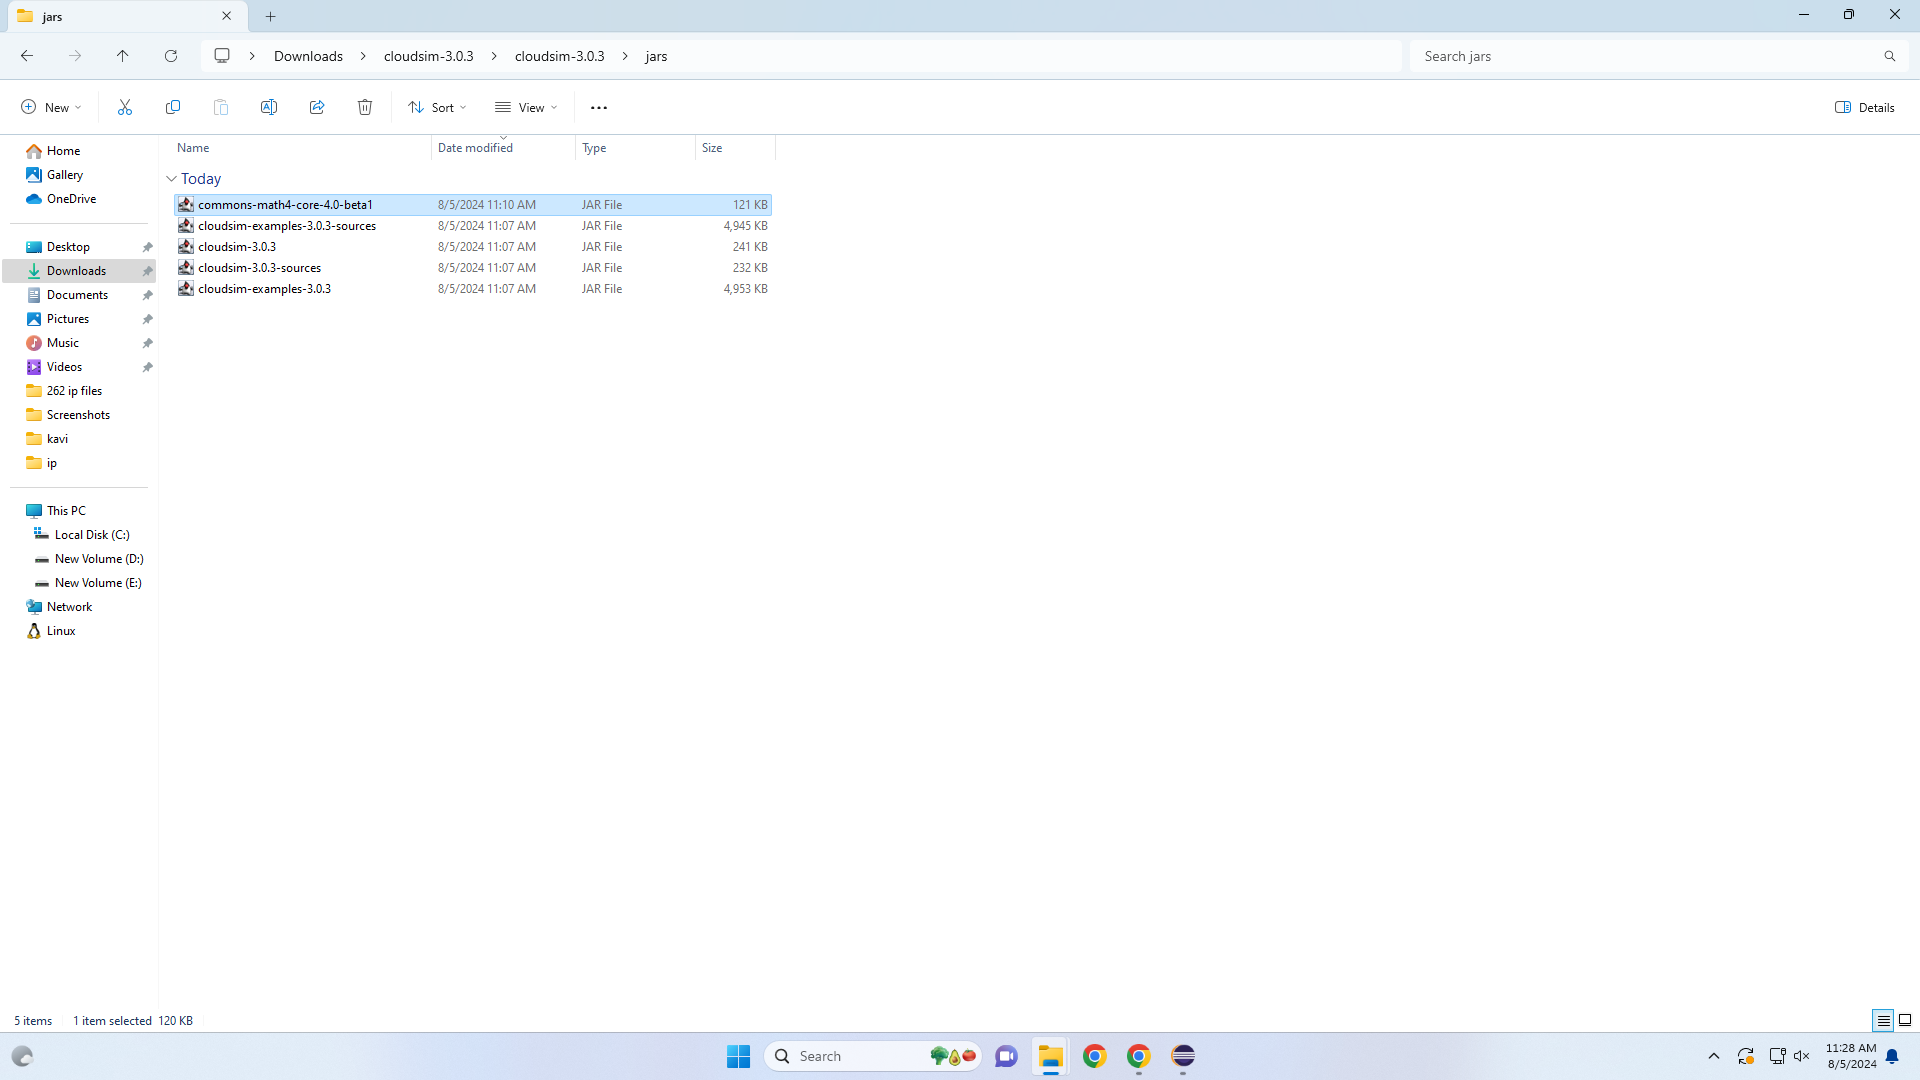 jars
Downloads
cloudsim-3.0.3
cloudsim-3.0.3
jars
Search jars
New
Sort
View
Details
Home
Gallery
OneDrive
Desktop
Downloads
Documents
Pictures
Music
Videos
262 ip files
Screenshots
kavi
ip
This PC
Local Disk (C:)
New Volume (D:)
New Volume (E:)
Network
Linux
Name Date modified Type Size
Today
commons-math4-core-4.0-beta1 8/5/2024 11:10 AM JAR File 121 KB
cloudsim-examples-3.0.3-sources 8/5/2024 11:07 AM JAR File 4,945 KB
cloudsim-3.0.3 8/5/2024 11:07 AM JAR File 241 KB
cloudsim-3.0.3-sources 8/5/2024 11:07 AM JAR File 232 KB
cloudsim-examples-3.0.3 8/5/2024 11:07 AM JAR File 4,953 KB
5 items 1 item selected 120 KB
Search
11:28 AM
8/5/2024